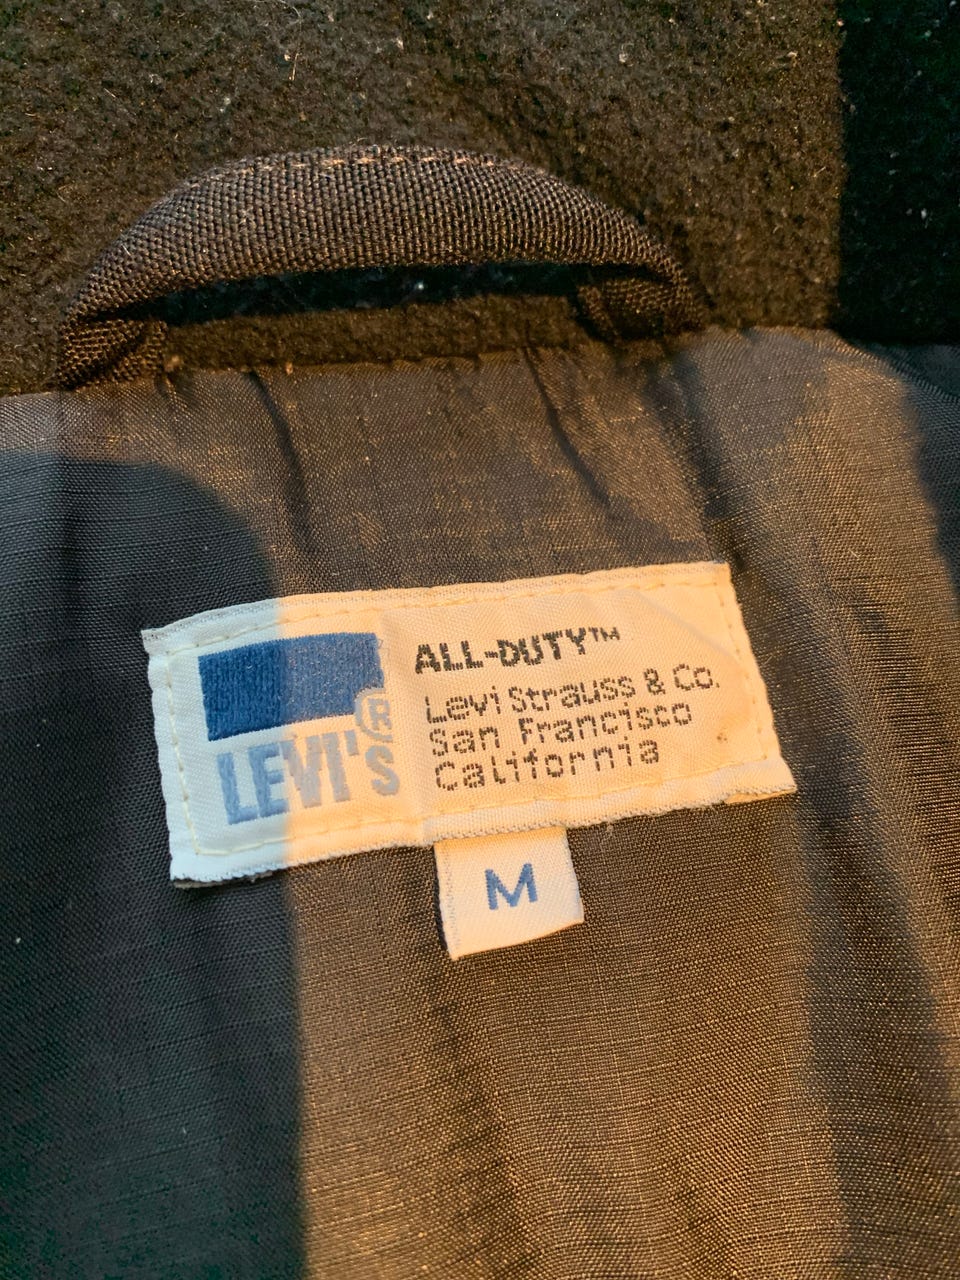 ®
LEVI'S
ALL-DUTY™
Levi Strauss & Co.
San Francisco
California
M